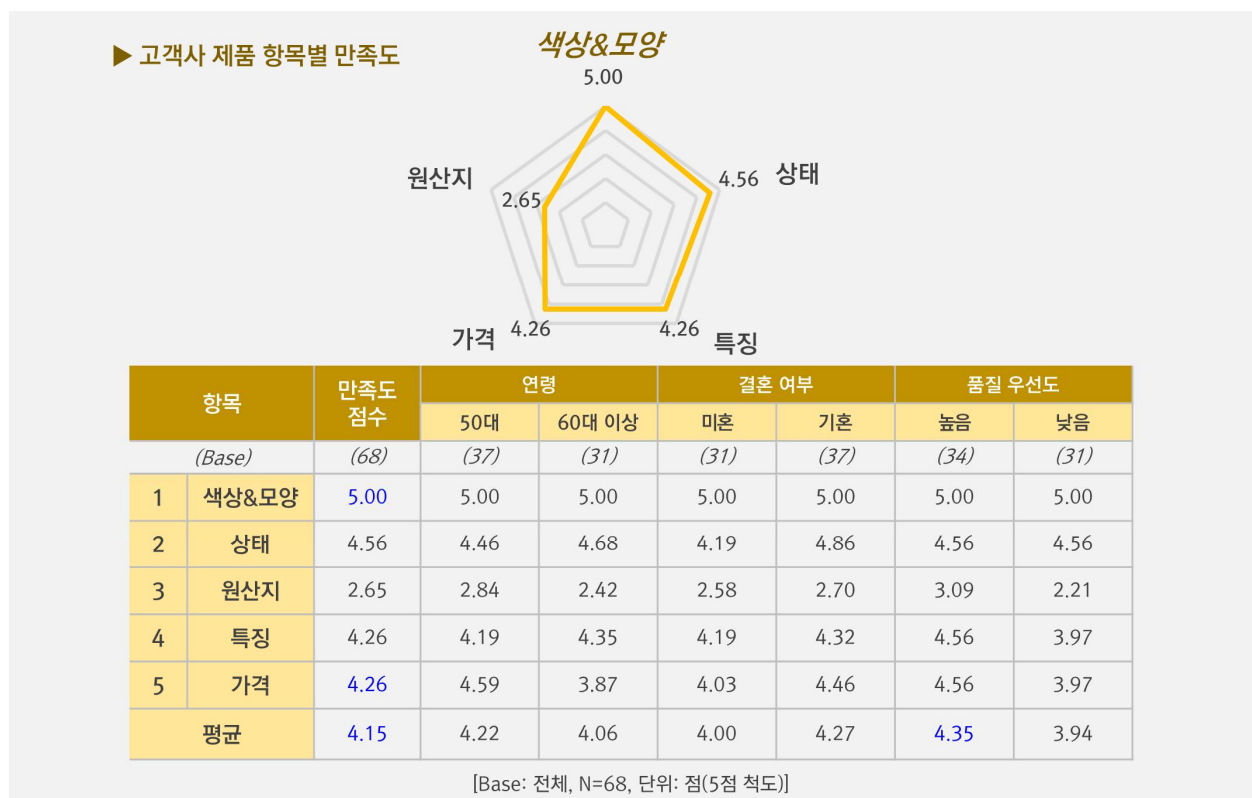 ▶ 고객사 제품 항목별 만족도
색상&모양
5.00
원산지
2.65
4.56 상태
가격 4.26
4.26 특징
항목 만족도 점수 연령 결혼 여부 품질 우선도
50대 60대 이상 미혼 기혼 높음 낮음
(Base) (68) (37) (31) (31) (37) (34) (31)
1 색상&모양 5.00 5.00 5.00 5.00 5.00 5.00 5.00
2 상태 4.56 4.46 4.68 4.19 4.86 4.56 4.56
3 원산지 2.65 2.84 2.42 2.58 2.70 3.09 2.21
4 특징 4.26 4.19 4.35 4.19 4.32 4.56 3.97
5 가격 4.26 4.59 3.87 4.03 4.46 4.56 3.97
평균 4.15 4.22 4.06 4.00 4.27 4.35 3.94
[Base: 전체, N=68, 단위: 점(5점 척도)]